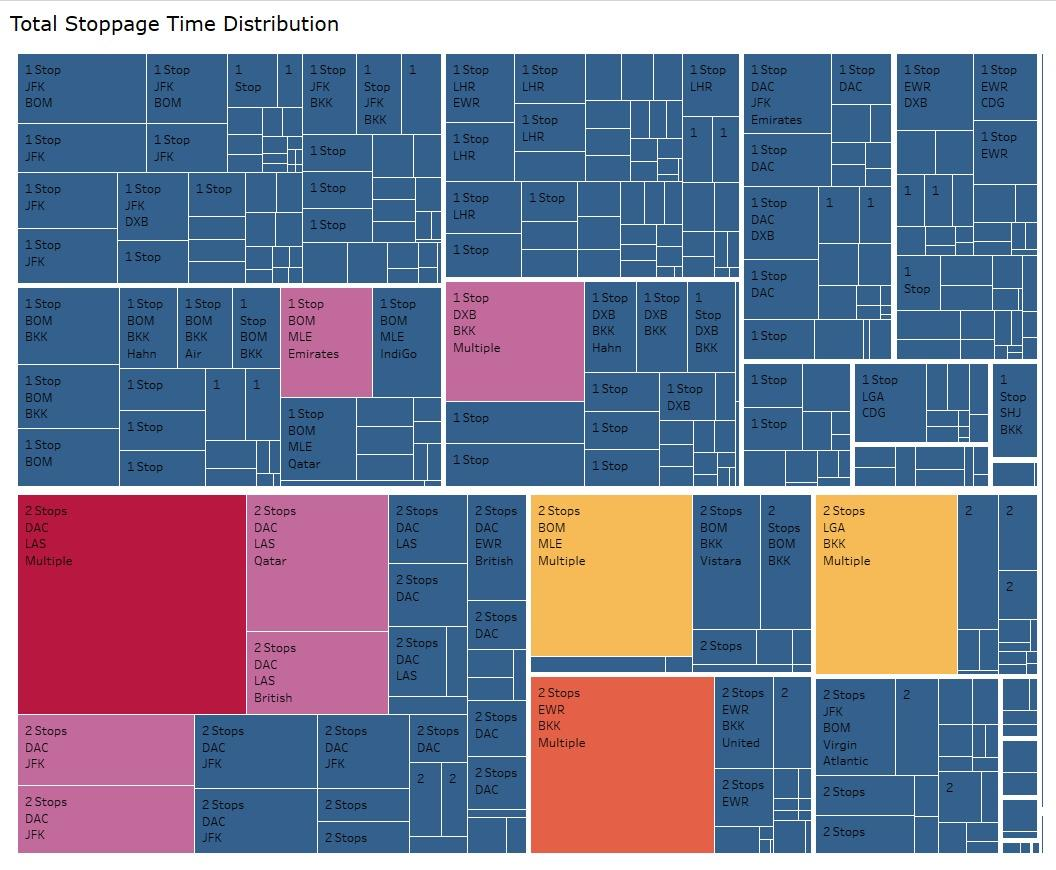 Total Stoppage Time Distribution
1 Stop
JFK
BOM
1 Stop
JFK
BOM
1
Stop
1
1 Stop
JFK
BKK
1
Stop
JFK
BKK
1
1 Stop
JFK
1 Stop
JFK
1 Stop
1 Stop
JFK
1 Stop
JFK
DXB
1 Stop
1 Stop
1 Stop
JFK
1 Stop
1 Stop
1 Stop
LHR
EWR
1 Stop
LHR
1 Stop
LHR
1 Stop
LHR
1 Stop
LHR
1
1
1 Stop
LHR
1 Stop
1 Stop
1 Stop
DAC
JFK
Emirates
1 Stop
DAC
1 Stop
DAC
1 Stop
DAC
DXB
1
1
1 Stop
DAC
1 Stop
1 Stop
EWR
DXB
1 Stop
EWR
CDG
1 Stop
EWR
1
1
1
Stop
1 Stop
BOM
BKK
1 Stop
BOM
BKK
Hahn
1 Stop
BOM
BKK
Air
1
Stop
BOM
BKK
1 Stop
BOM
MLE
Emirates
1 Stop
BOM
MLE
IndiGo
1 Stop
BOM
BKK
1 Stop
1
1
1 Stop
BOM
MLE
Qatar
1 Stop
1 Stop
BOM
1 Stop
1 Stop
DXB
BKK
Multiple
1 Stop
DXB
BKK
Hahn
1 Stop
DXB
BKK
1
Stop
DXB
BKK
1 Stop
1 Stop
DXB
1 Stop
1 Stop
1 Stop
1 Stop
1 Stop
1 Stop
1 Stop
LGA
CDG
1
Stop
SHJ
BKK
2 Stops
DAC
LAS
Multiple
2 Stops
DAC
LAS
Qatar
2 Stops
DAC
LAS
2 Stops
DAC
EWR
British
2 Stops
DAC
2 Stops
DAC
LAS
British
2 Stops
DAC
LAS
2 Stops
DAC
2 Stops
DAC
JFK
2 Stops
DAC
JFK
2 Stops
DAC
JFK
2 Stops
DAC
2 Stops
DAC
2
2
2 Stops
DAC
2 Stops
DAC
JFK
2 Stops
DAC
JFK
2 Stops
2 Stops
2 Stops
BOM
MLE
Multiple
2 Stops
BOM
BKK
Vistara
2
Stops
BOM
BKK
2 Stops
2 Stops
LGA
BKK
Multiple
2
2
2
2 Stops
EWR
BKK
Multiple
2 Stops
EWR
BKK
United
2
2 Stops
EWR
2 Stops
JFK
BOM
Virgin
Atlantic
2
2 Stops
2
2 Stops